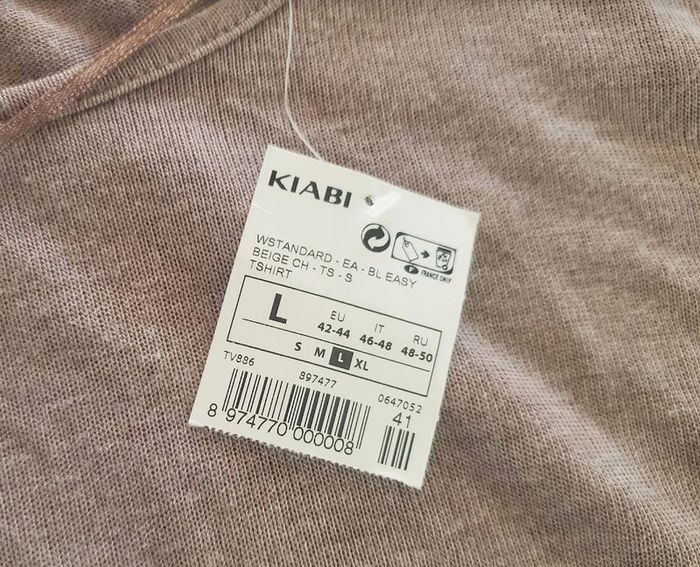 KIABI
WSTANDARD - EA - BL EASY
BEIGE CH - TS - S
TSHIRT
FRANCE ONLY
L
EU IT RU
42-44 46-48 48-50
S M L XL
TV886 897477 0647052
8 974770 000008 41